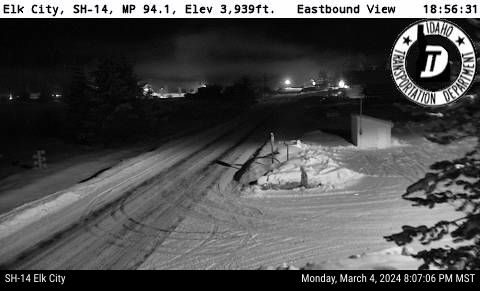 Elk City, SH-14, MP 94.1, Elev 3,939ft. Eastbound View 18:56:31
IDAHO
TRANSPORTATION DEPARTMENT
SH-14 Elk City Monday, March 4, 2024 8:07:06 PM MST